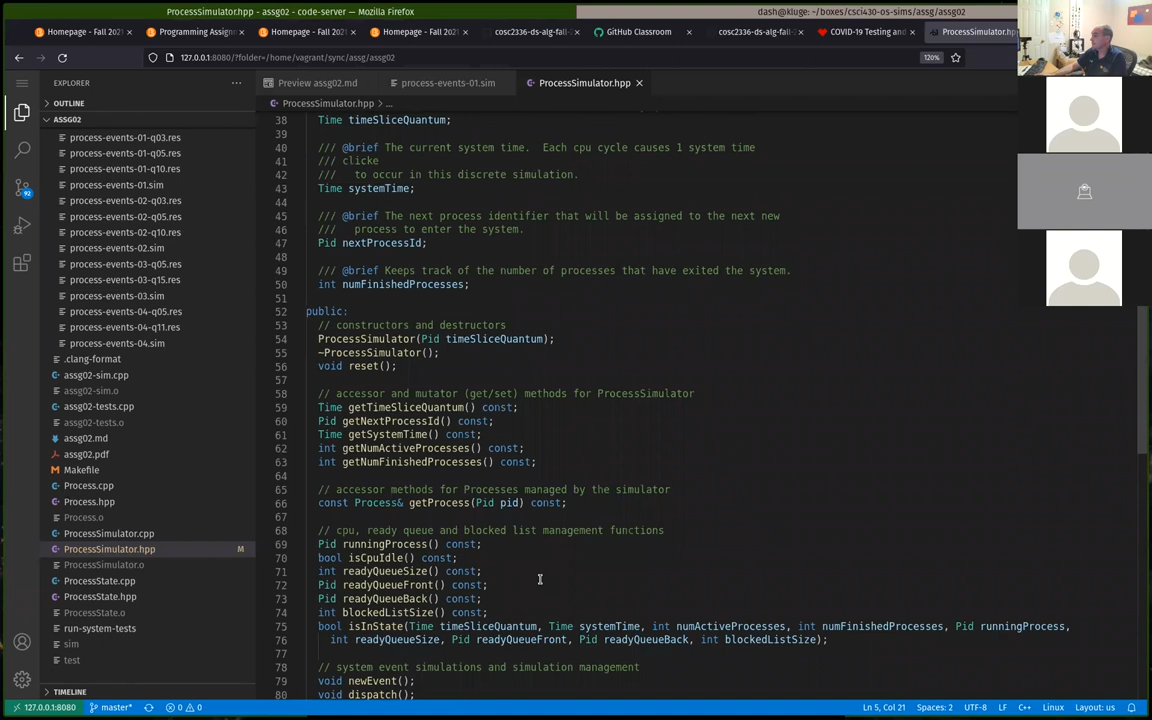 ProcessSimulator.hpp - assg02 - code-server — Mozilla Firefox
dash@kluge: ~/boxes/csci430-os-sims/assg/assg02
Homepage - Fall 2021
Programming Assignm
Homepage - Fall 2021
Homepage - Fall 2021
cosc2336-ds-alg-fall-2
GitHub Classroom
cosc2336-ds-alg-fall-2
COVID-19 Testing and
ProcessSimulator.hpp
127.0.0.1:8080/?folder=/home/vagrant/sync/assg/assg02
120%
EXPLORER
Preview assg02.md
process-events-01.sim
ProcessSimulator.hpp
OUTLINE
ProcessSimulator.hpp > ...
ASSG02
process-events-01-q03.res
process-events-01-q05.res
process-events-01-q10.res
process-events-01.sim
process-events-02-q03.res
process-events-02-q05.res
process-events-02-q10.res
process-events-02.sim
process-events-03-q05.res
process-events-03-q15.res
process-events-03.sim
process-events-04-q05.res
process-events-04-q11.res
process-events-04.sim
.clang-format
assg02-sim.cpp
assg02-sim.o
assg02-tests.cpp
assg02-tests.o
assg02.md
assg02.pdf
Makefile
Process.cpp
Process.hpp
Process.o
ProcessSimulator.cpp
ProcessSimulator.hpp M
ProcessSimulator.o
ProcessState.cpp
ProcessState.hpp
ProcessState.o
run-system-tests
sim
test
TIMELINE
38 Time timeSliceQuantum;
39
40 /// @brief The current system time.  Each cpu cycle causes 1 system time
41 /// clicke
42 ///   to occur in this discrete simulation.
43 Time systemTime;
44
45 /// @brief The next process identifier that will be assigned to the next new
46 ///   process to enter the system.
47 Pid nextProcessId;
48
49 /// @brief Keeps track of the number of processes that have exited the system.
50 int numFinishedProcesses;
51
52 public:
53 // constructors and destructors
54 ProcessSimulator(Pid timeSliceQuantum);
55 ~ProcessSimulator();
56 void reset();
57
58 // accessor and mutator (get/set) methods for ProcessSimulator
59 Time getTimeSliceQuantum() const;
60 Pid getNextProcessId() const;
61 Time getSystemTime() const;
62 int getNumActiveProcesses() const;
63 int getNumFinishedProcesses() const;
64
65 // accessor methods for Processes managed by the simulator
66 const Process& getProcess(Pid pid) const;
67
68 // cpu, ready queue and blocked list management functions
69 Pid runningProcess() const;
70 bool isCpuIdle() const;
71 int readyQueueSize() const;
72 Pid readyQueueFront() const;
73 Pid readyQueueBack() const;
74 int blockedListSize() const;
75 bool isInState(Time timeSliceQuantum, Time systemTime, int numActiveProcesses, int numFinishedProcesses, Pid runningProcess,
76 int readyQueueSize, Pid readyQueueFront, Pid readyQueueBack, int blockedListSize);
77
78 // system event simulations and simulation management
79 void newEvent();
80 void dispatch();
92
127.0.0.1:8080
master*
0 0
Ln 5, Col 21
Spaces: 2
UTF-8
LF
C++
Linux
Layout: us